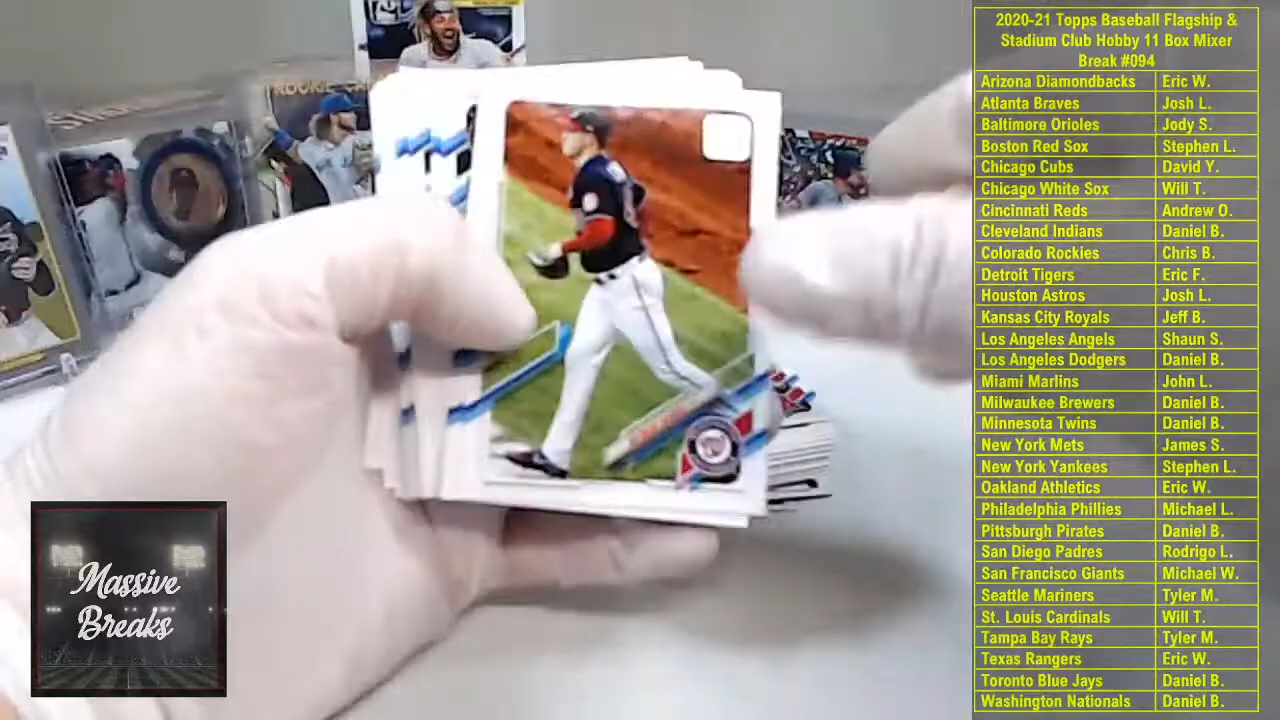 2020-21 Topps Baseball Flagship &
Stadium Club Hobby 11 Box Mixer
Break #094
Arizona Diamondbacks Eric W.
Atlanta Braves Josh L.
Baltimore Orioles Jody S.
Boston Red Sox Stephen L.
Chicago Cubs David Y.
Chicago White Sox Will T.
Cincinnati Reds Andrew O.
Cleveland Indians Daniel B.
Colorado Rockies Chris B.
Detroit Tigers Eric F.
Houston Astros Josh L.
Kansas City Royals Jeff B.
Los Angeles Angels Shaun S.
Los Angeles Dodgers Daniel B.
Miami Marlins John L.
Milwaukee Brewers Daniel B.
Minnesota Twins Daniel B.
New York Mets James S.
New York Yankees Stephen L.
Oakland Athletics Eric W.
Philadelphia Phillies Michael L.
Pittsburgh Pirates Daniel B.
San Diego Padres Rodrigo L.
San Francisco Giants Michael W.
Seattle Mariners Tyler M.
St. Louis Cardinals Will T.
Tampa Bay Rays Tyler M.
Texas Rangers Eric W.
Toronto Blue Jays Daniel B.
Washington Nationals Daniel B.
Massive
Breaks